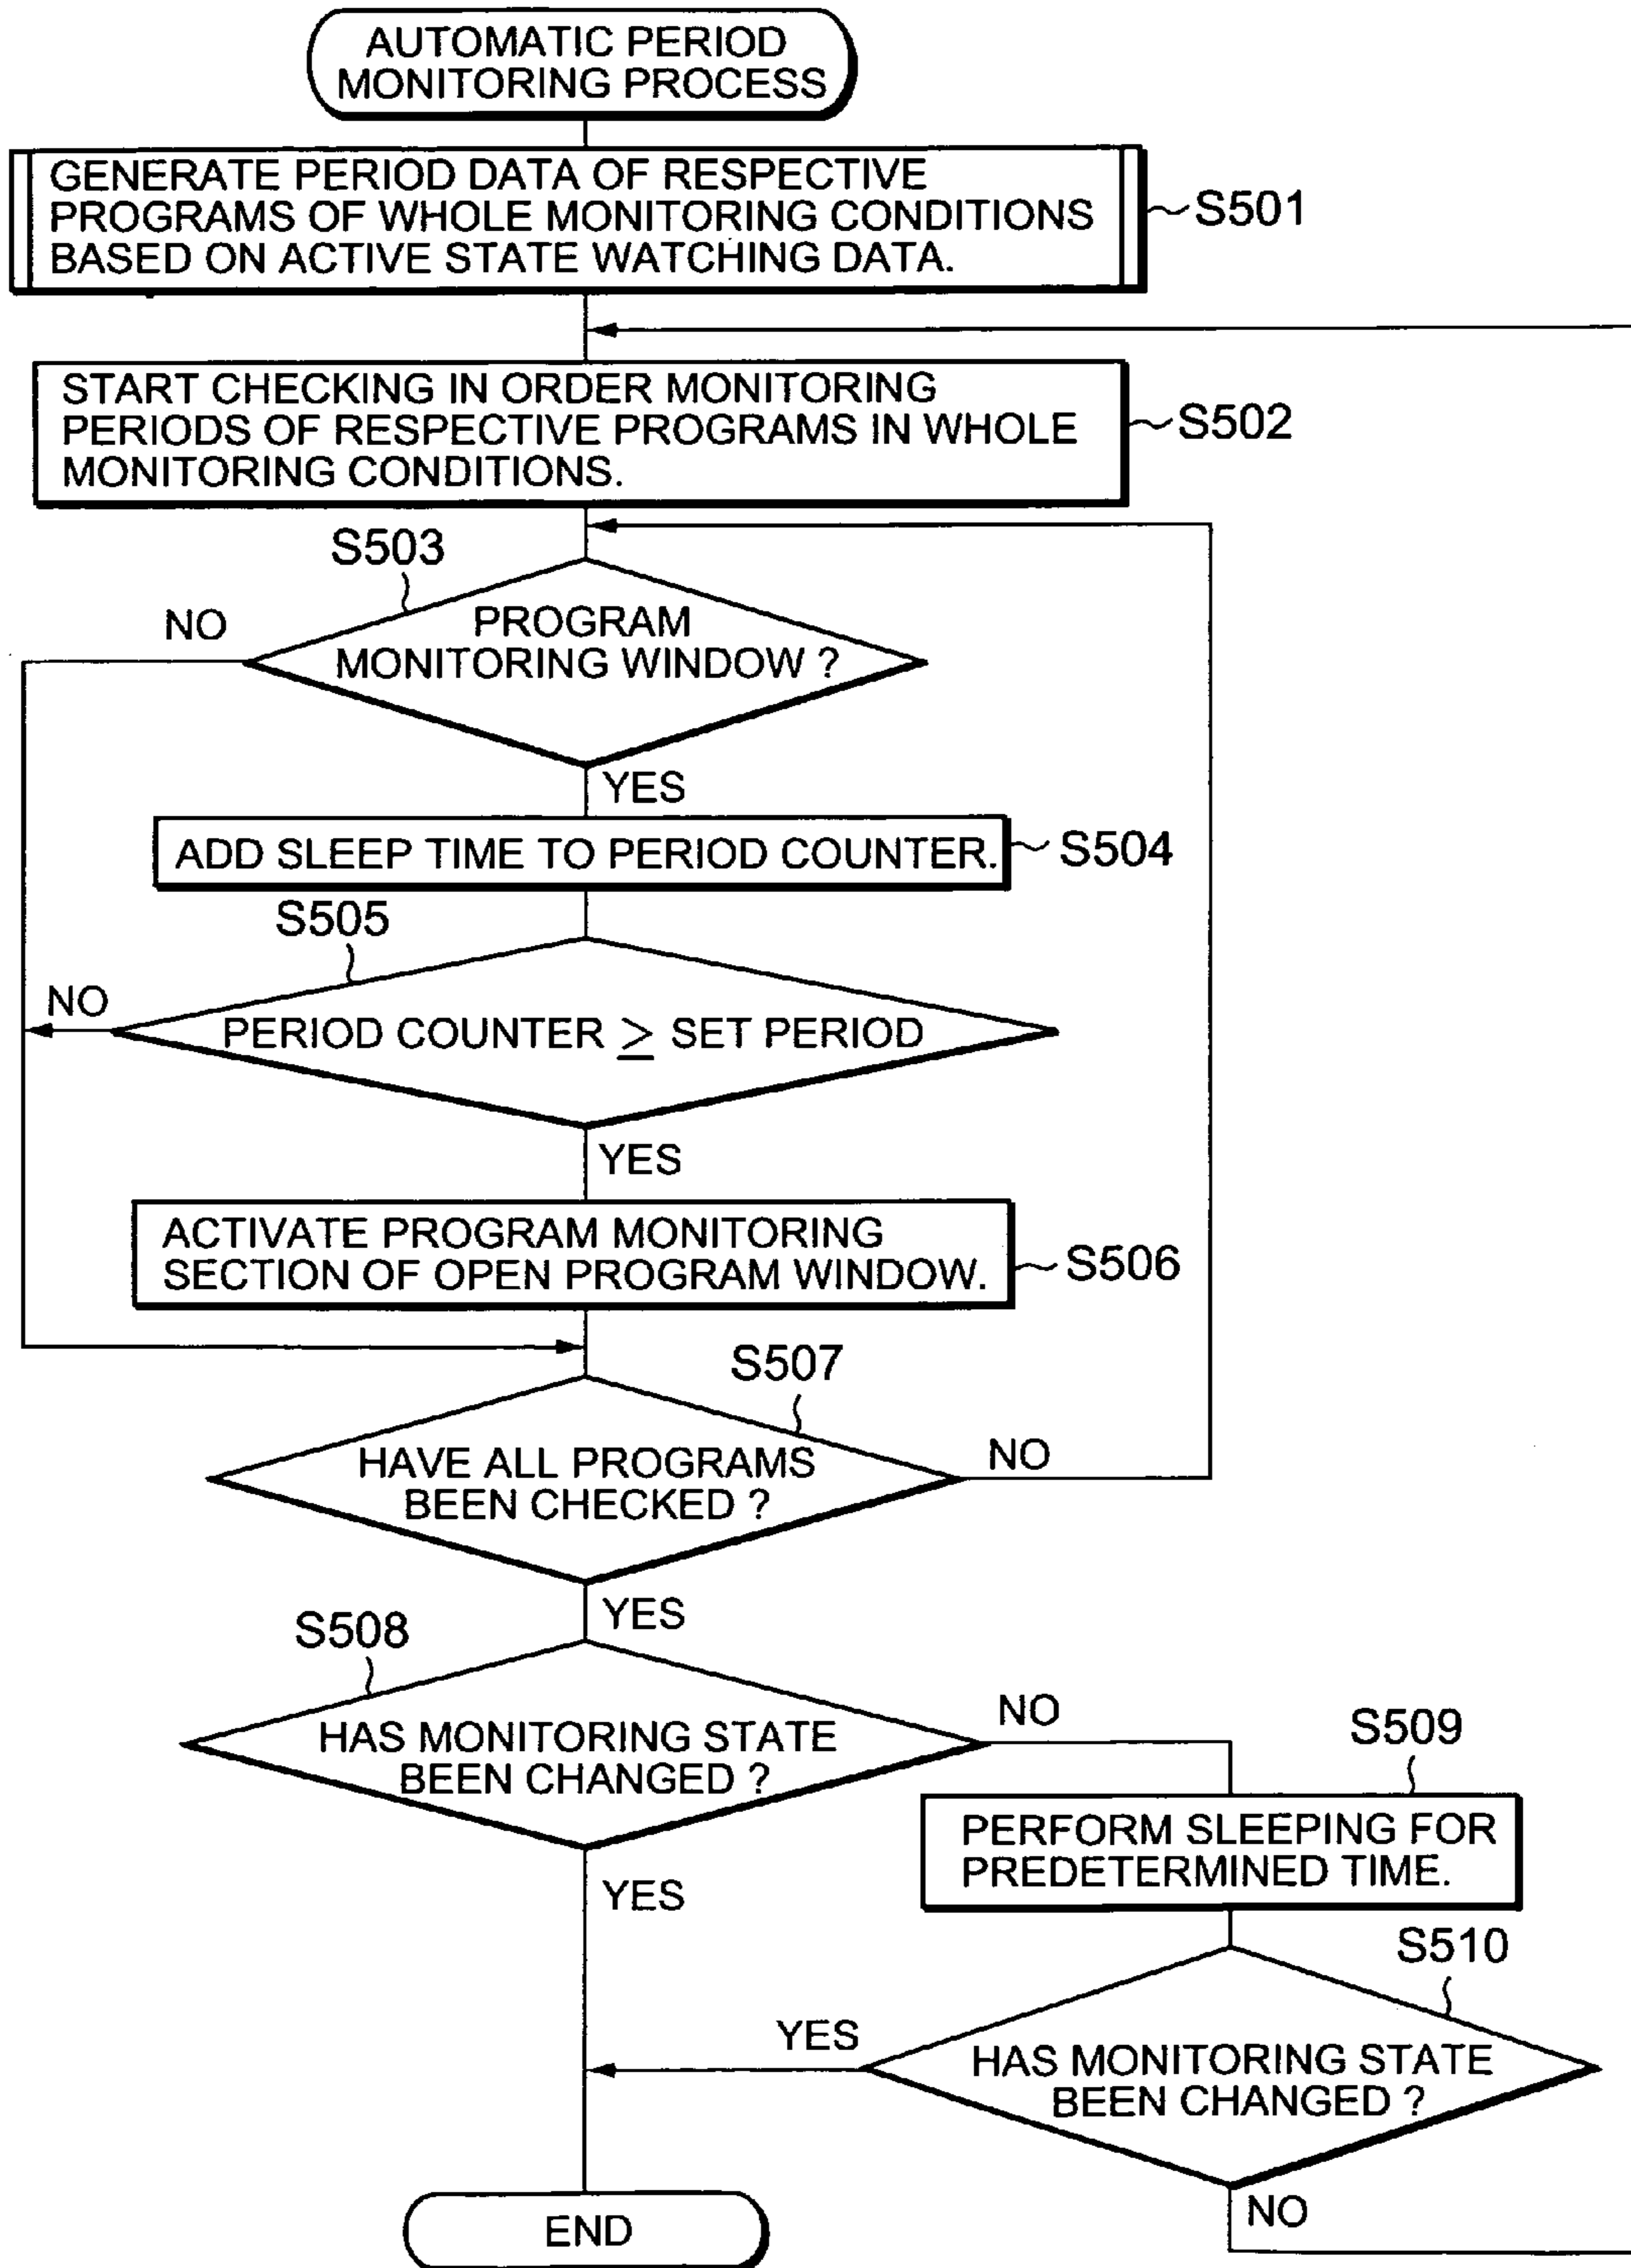 AUTOMATIC PERIOD
MONITORING PROCESS
GENERATE PERIOD DATA OF RESPECTIVE
PROGRAMS OF WHOLE MONITORING CONDITIONS
BASED ON ACTIVE STATE WATCHING DATA.
S501
START CHECKING IN ORDER MONITORING
PERIODS OF RESPECTIVE PROGRAMS IN WHOLE
MONITORING CONDITIONS.
S502
S503
NO
PROGRAM
MONITORING WINDOW ?
YES
ADD SLEEP TIME TO PERIOD COUNTER.
S504
S505
NO
PERIOD COUNTER ≥ SET PERIOD
YES
ACTIVATE PROGRAM MONITORING
SECTION OF OPEN PROGRAM WINDOW.
S506
S507
HAVE ALL PROGRAMS
BEEN CHECKED ?
NO
YES
S508
HAS MONITORING STATE
BEEN CHANGED ?
NO
YES
S509
PERFORM SLEEPING FOR
PREDETERMINED TIME.
S510
YES
HAS MONITORING STATE
BEEN CHANGED ?
NO
END